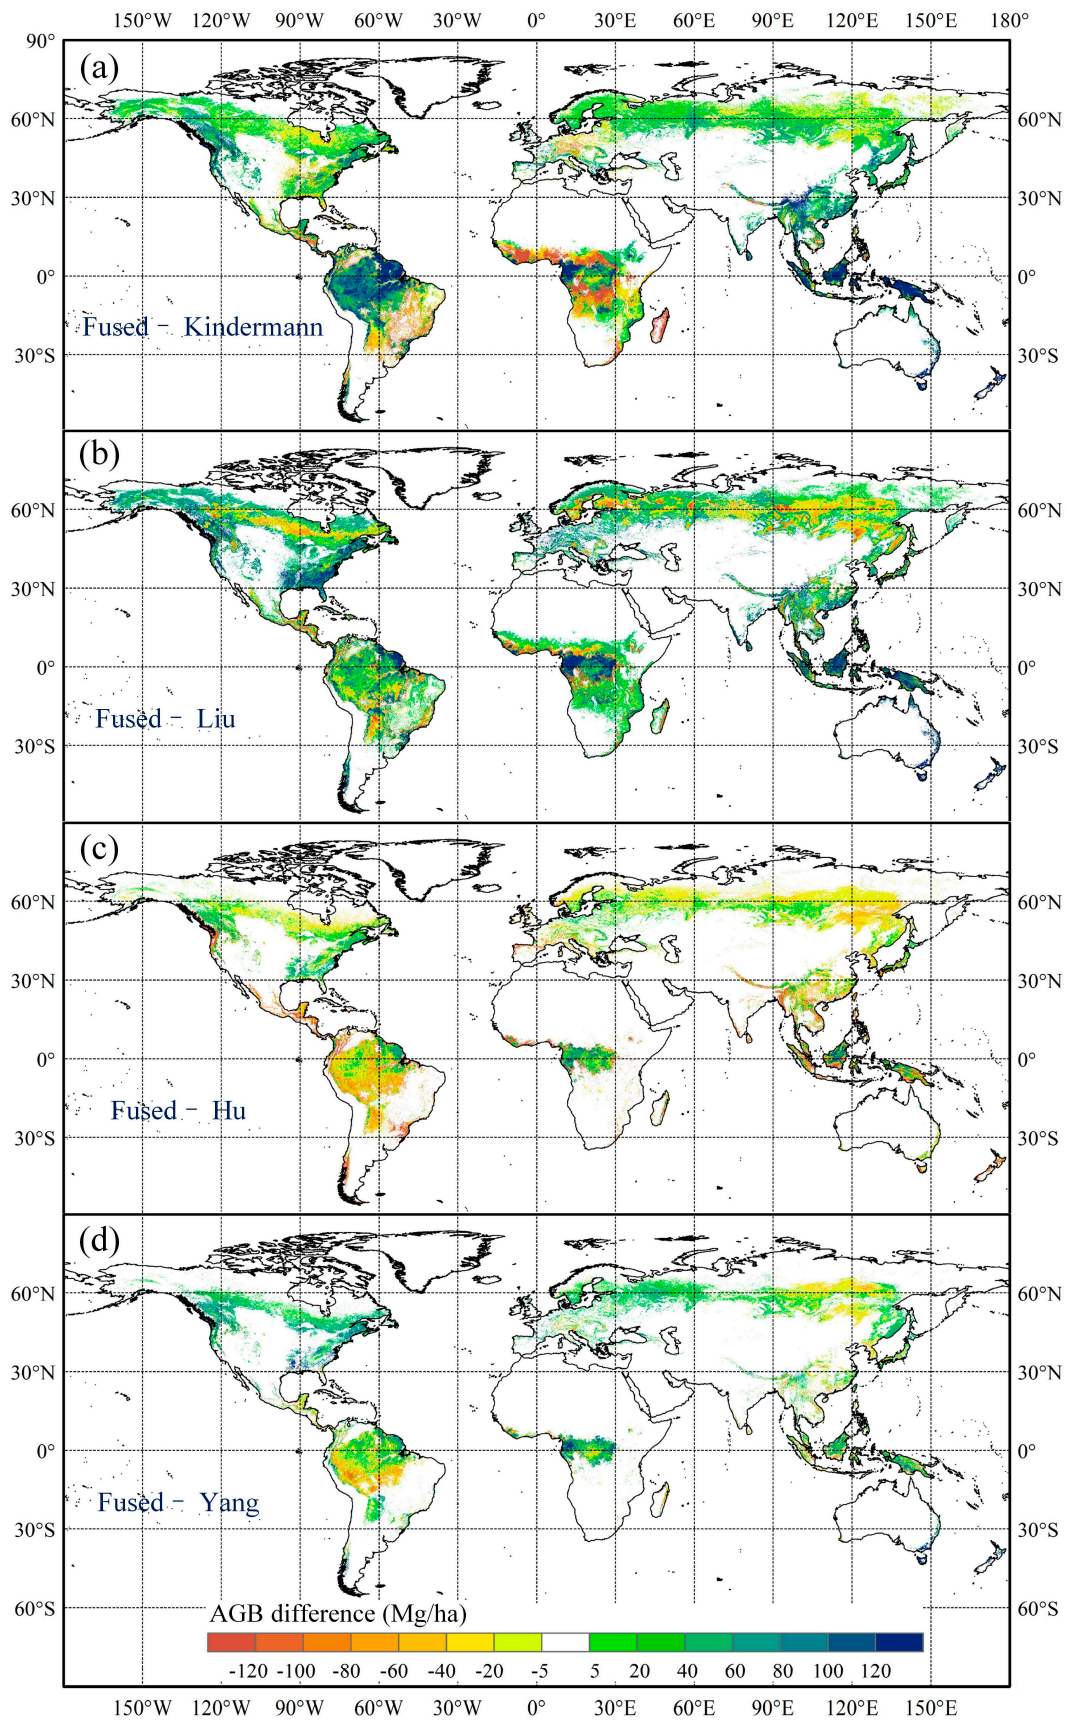 150°W 120°W 90°W 60°W 30°W 0° 30°E 60°E 90°E 120°E 150°E 180°
90°
(a)
60°N 60°N
30°N 30°N
0° 0°
Fused - Kindermann
30°S 30°S
(b)
60°N 60°N
30°N 30°N
0° 0°
Fused - Liu
30°S 30°S
(c)
60°N 60°N
30°N 30°N
0° 0°
Fused - Hu
30°S 30°S
(d)
60°N 60°N
30°N 30°N
0° 0°
Fused - Yang
30°S 30°S
60°S 60°S
AGB difference (Mg/ha)
-120 -100 -80 -60 -40 -20 -5 5 20 40 60 80 100 120
150°W 120°W 90°W 60°W 30°W 0° 30°E 60°E 90°E 120°E 150°E